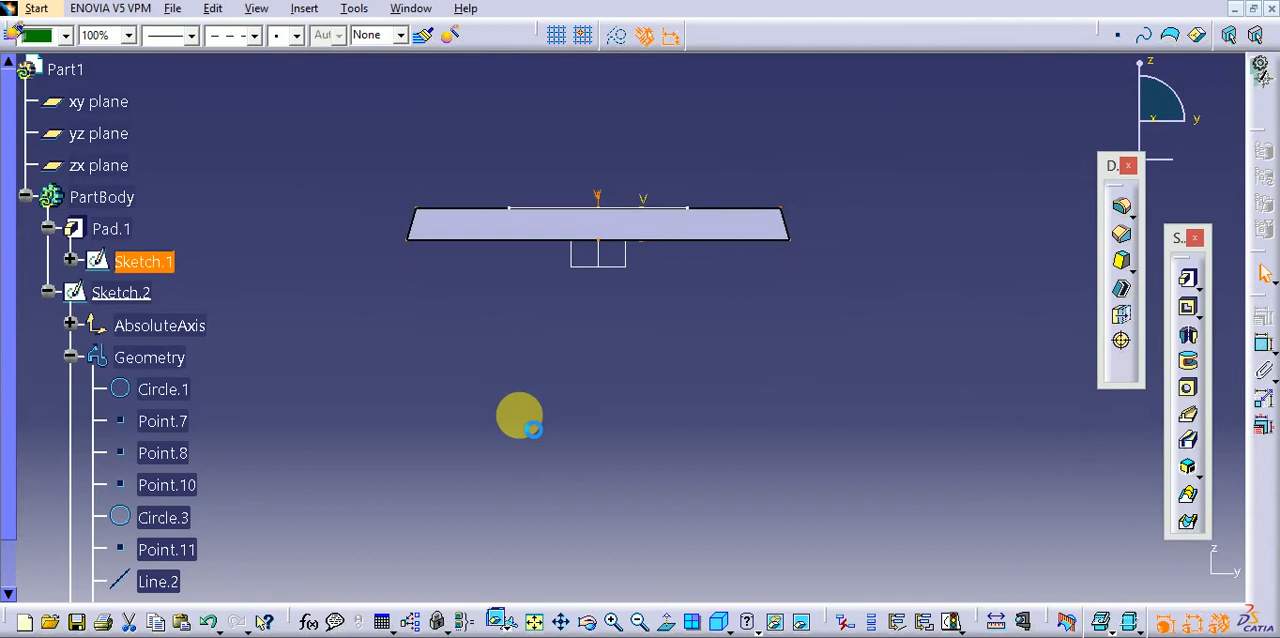 Start ENOVIA V5 VPM File Edit View Insert Tools Window Help
100% Aut None
Part1
xy plane
yz plane
zx plane
PartBody
Pad.1
Sketch.1
Sketch.2
AbsoluteAxis
Geometry
Circle.1
Point.7
Point.8
Point.10
Circle.3
Point.11
Line.2
V
z
x y
D..
S..
z
y
f(x) ?
CATIA